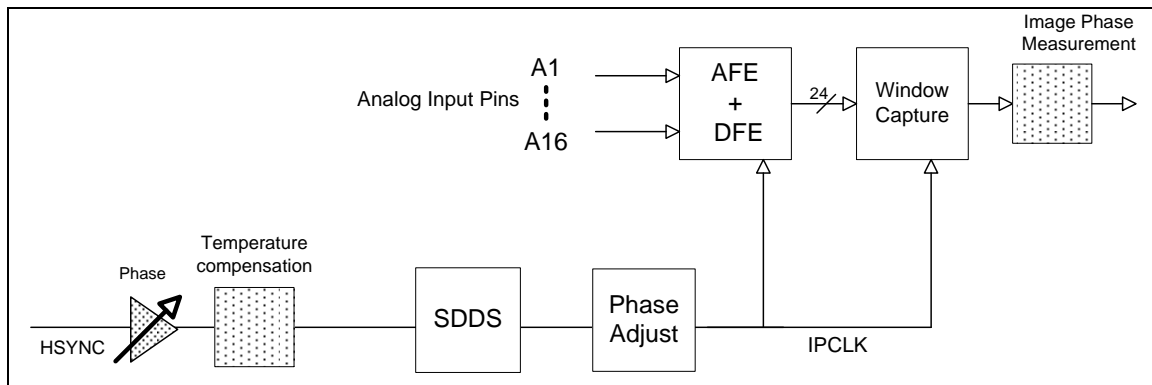 Image Phase
Measurement
A1
Analog Input Pins
A16
AFE
+
DFE
24
Window
Capture
Temperature
compensation
Phase
HSYNC
SDDS
Phase
Adjust
IPCLK